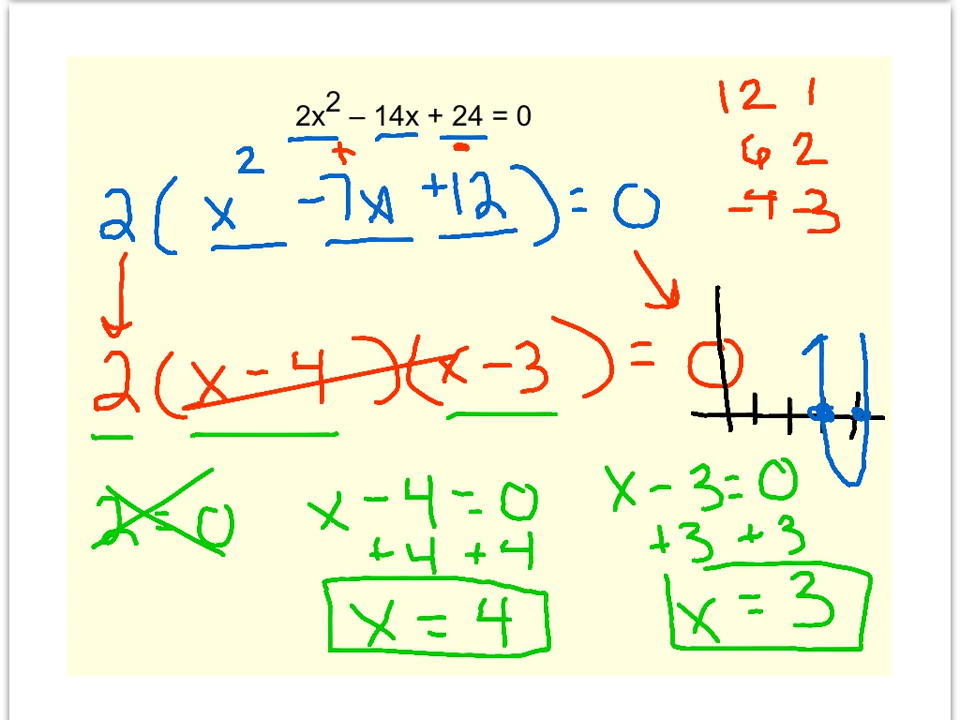 2x² – 14x + 24 = 0
12 1
6 2
-4 -3
+ -
2(x² -7x +12) = 0
2(x - 4)(x - 3) = 0
2 = 0
x - 4 = 0
+4 +4
x = 4
x - 3 = 0
+3 +3
x = 3